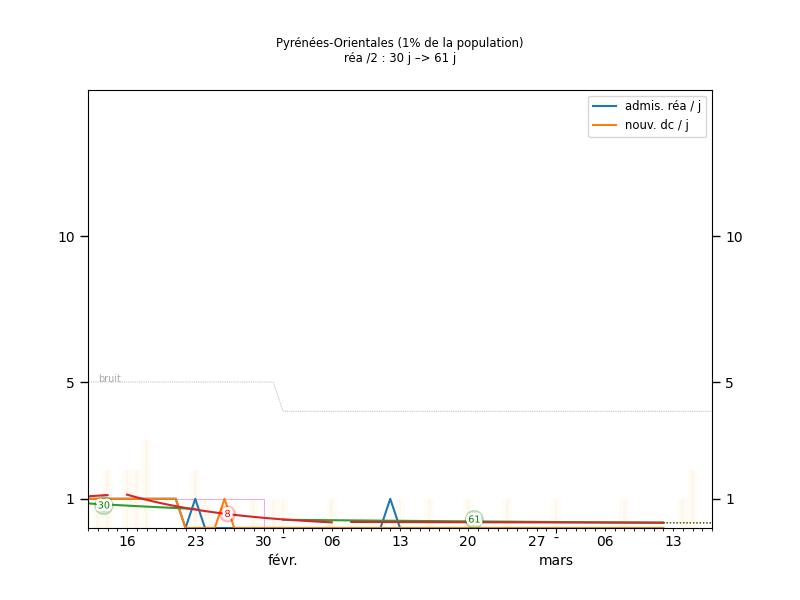 Pyrénées-Orientales (1% de la population)
réa /2 : 30 j –> 61 j
admis. réa / j
nouv. dc / j
10
10
bruit
5
5
1
1
30
8
61
16
23
30
-
06
13
20
27
-
06
13
févr.
mars